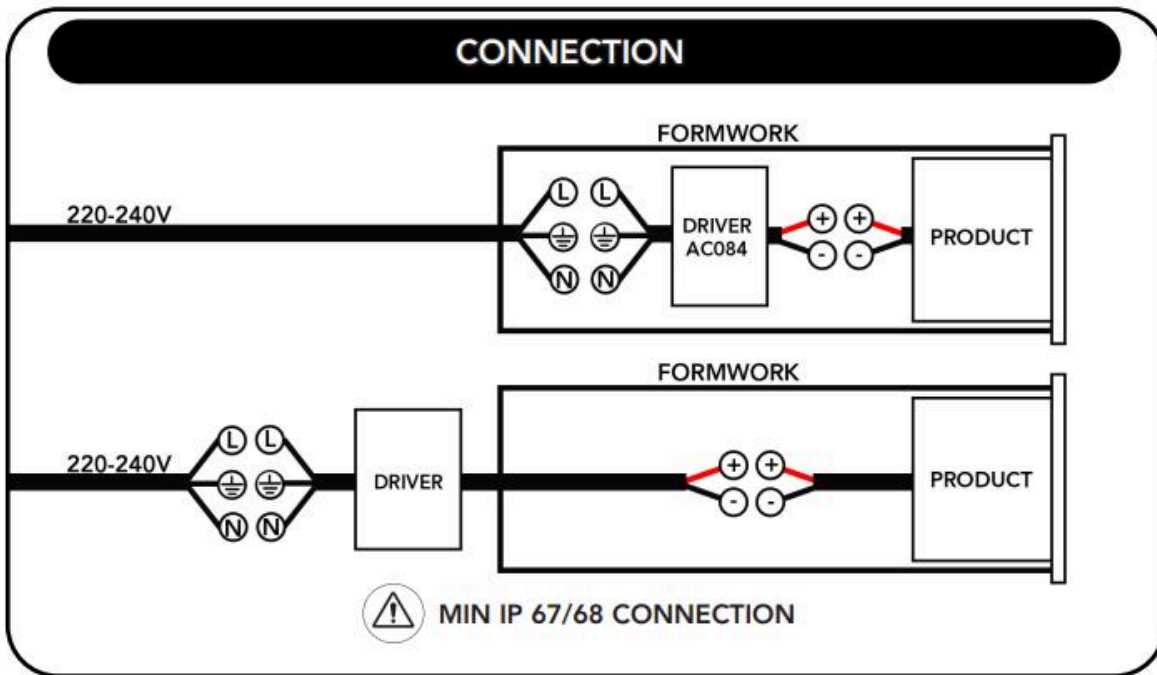 CONNECTION
FORMWORK
220-240V
L L
N N
DRIVER
AC084
+ +
- -
PRODUCT
FORMWORK
220-240V
L L
N N
DRIVER
+ +
- -
PRODUCT
MIN IP 67/68 CONNECTION